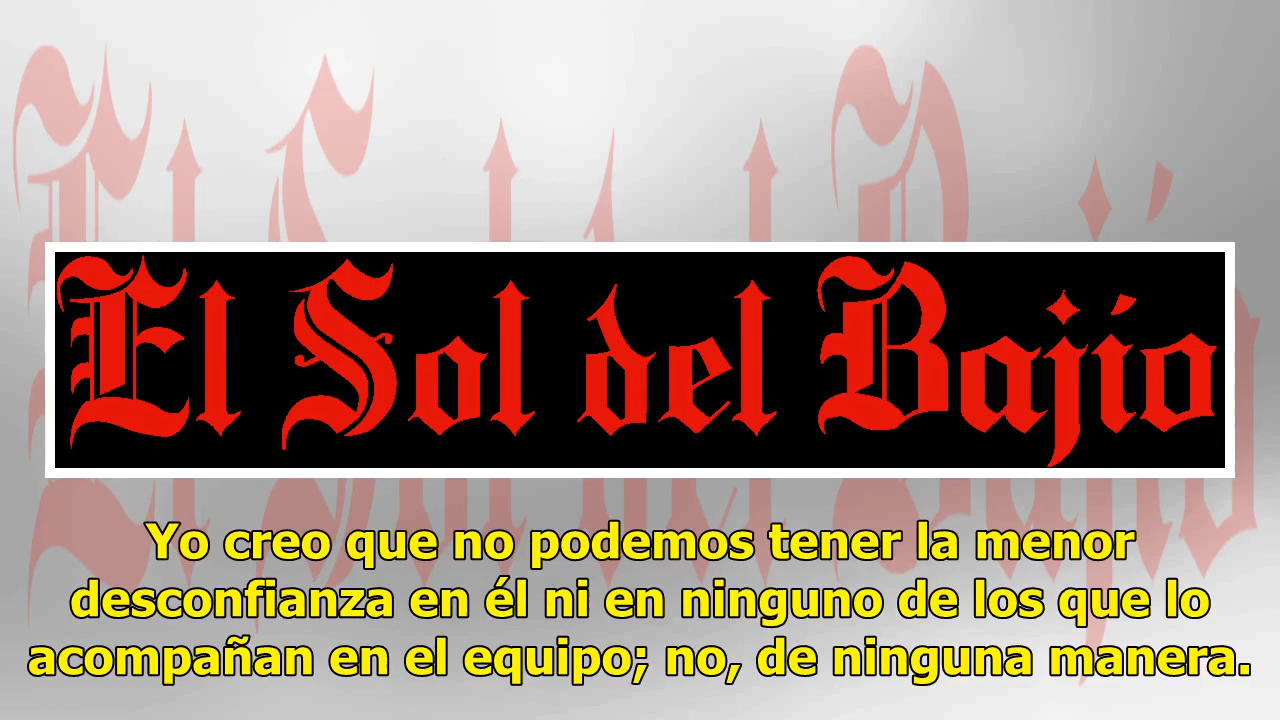 El Sol del Bajío
Yo creo que no podemos tener la menor
desconfianza en él ni en ninguno de los que lo
acompañan en el equipo; no, de ninguna manera.